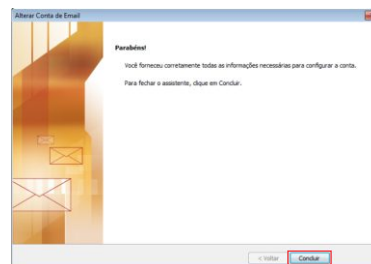 Alterar Conta de Email
Parabéns!
Você forneceu corretamente todas as informações necessárias para configurar a conta.
Para fechar o assistente, clique em Concluir.
< Voltar
Concluir